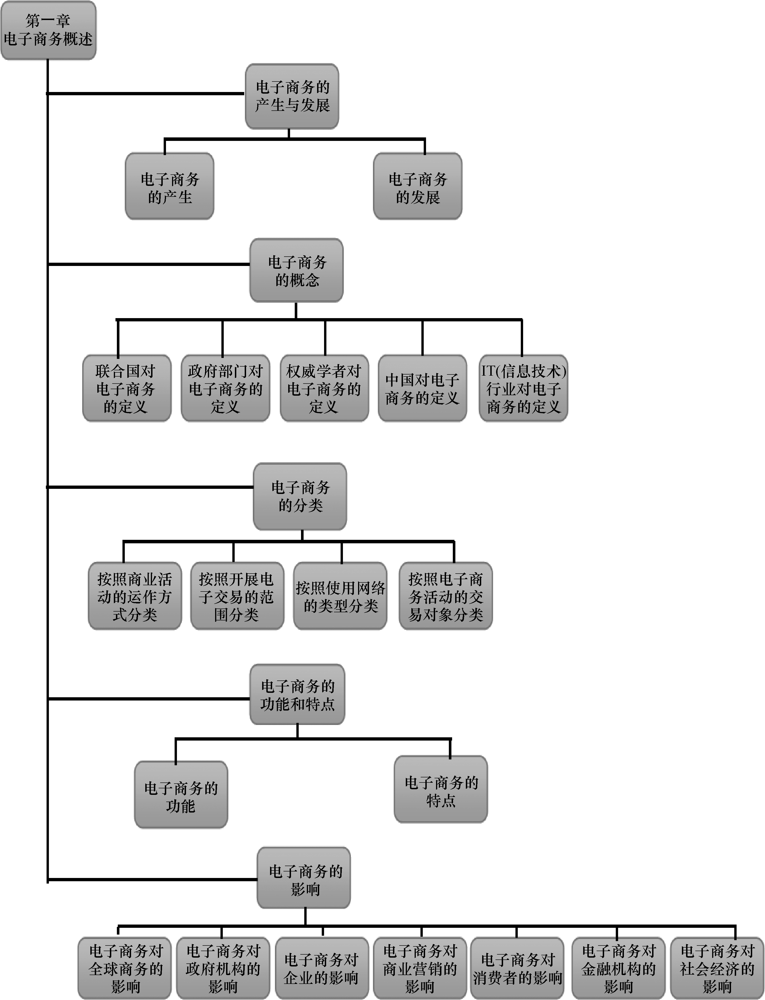 第一章
电子商务概述
电子商务的
产生与发展
电子商务
的产生
电子商务
的发展
电子商务
的概念
联合国对
电子商务
的定义
政府部门对
电子商务的
定义
权威学者对
电子商务的
定义
中国对电子
商务的定义
IT(信息技术)
行业对电子
商务的定义
电子商务
的分类
按照商业活
动的运作方
式分类
按照开展电
子交易的范
围分类
按照使用网络
的类型分类
按照电子商
务活动的交
易对象分类
电子商务的
功能和特点
电子商务的
功能
电子商务的
特点
电子商务的
影响
电子商务对
全球商务的
影响
电子商务对
政府机构的
影响
电子商务对
企业的影响
电子商务对
商业营销的
影响
电子商务对
消费者的影响
电子商务对
金融机构的
影响
电子商务对
社会经济的
影响